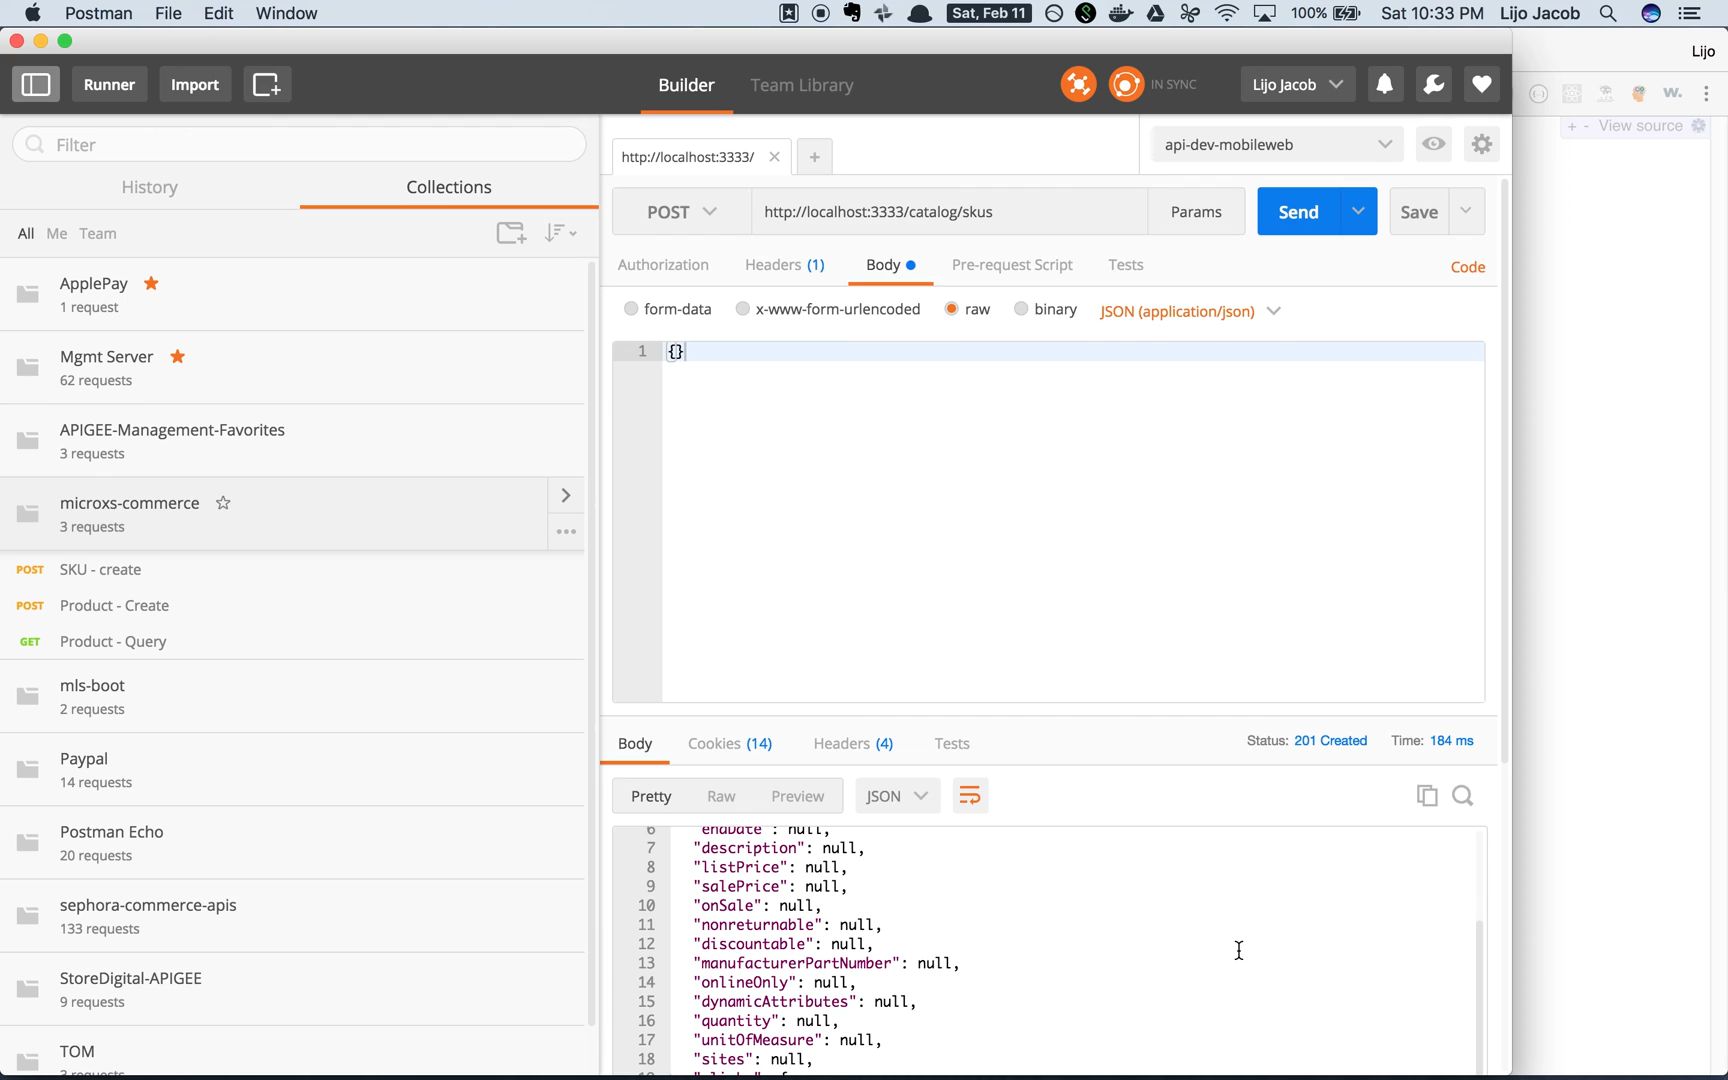 Postman File Edit Window Sat, Feb 11 100% Sat 10:33 PM Lijo Jacob
Lijo
Runner Import Builder Team Library IN SYNC Lijo Jacob
w.
+ - View source
Filter
http://localhost:3333/ api-dev-mobileweb
History Collections
POST http://localhost:3333/catalog/skus Params Send Save
All Me Team
Authorization Headers (1) Body Pre-request Script Tests Code
form-data x-www-form-urlencoded raw binary JSON (application/json)
1 {}
ApplePay
1 request
Mgmt Server
62 requests
APIGEE-Management-Favorites
3 requests
microxs-commerce
3 requests
POST SKU - create
POST Product - Create
GET Product - Query
mls-boot
2 requests
Paypal
14 requests
Postman Echo
20 requests
sephora-commerce-apis
133 requests
StoreDigital-APIGEE
9 requests
TOM
3 requests
Body Cookies (14) Headers (4) Tests Status: 201 Created Time: 184 ms
Pretty Raw Preview JSON
6 "endDate": null,
7 "description": null,
8 "listPrice": null,
9 "salePrice": null,
10 "onSale": null,
11 "nonreturnable": null,
12 "discountable": null,
13 "manufacturerPartNumber": null,
14 "onlineOnly": null,
15 "dynamicAttributes": null,
16 "quantity": null,
17 "unitOfMeasure": null,
18 "sites": null,